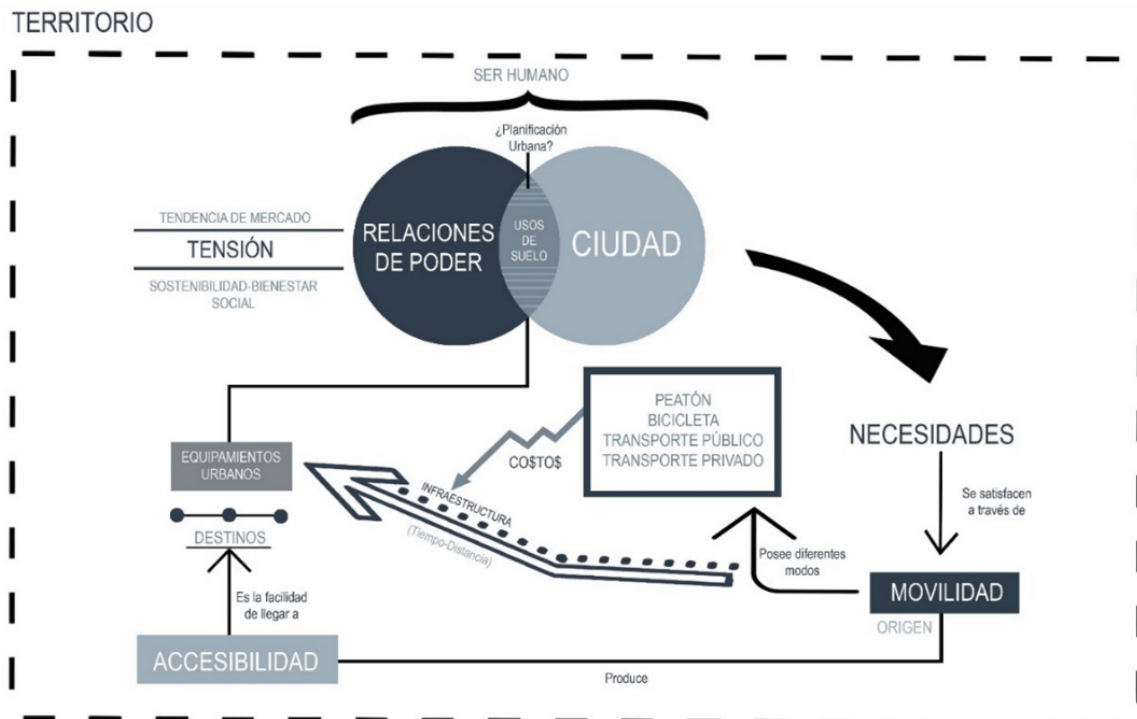 TERRITORIO
SER HUMANO
¿Planificación
Urbana?
TENDENCIA DE MERCADO
TENSIÓN
SOSTENIBILIDAD-BIENESTAR
SOCIAL
RELACIONES
DE PODER
USOS
DE
SUELO
CIUDAD
PEATÓN
BICICLETA
TRANSPORTE PÚBLICO
TRANSPORTE PRIVADO
NECESIDADES
EQUIPAMIENTOS
URBANOS
CO$TO$
INFRAESTRUCTURA
(Tiempo-Distancia)
Se satisfacen
a través de
DESTINOS
Posee diferentes
modos
MOVILIDAD
ORIGEN
Es la facilidad
de llegar a
ACCESIBILIDAD
Produce